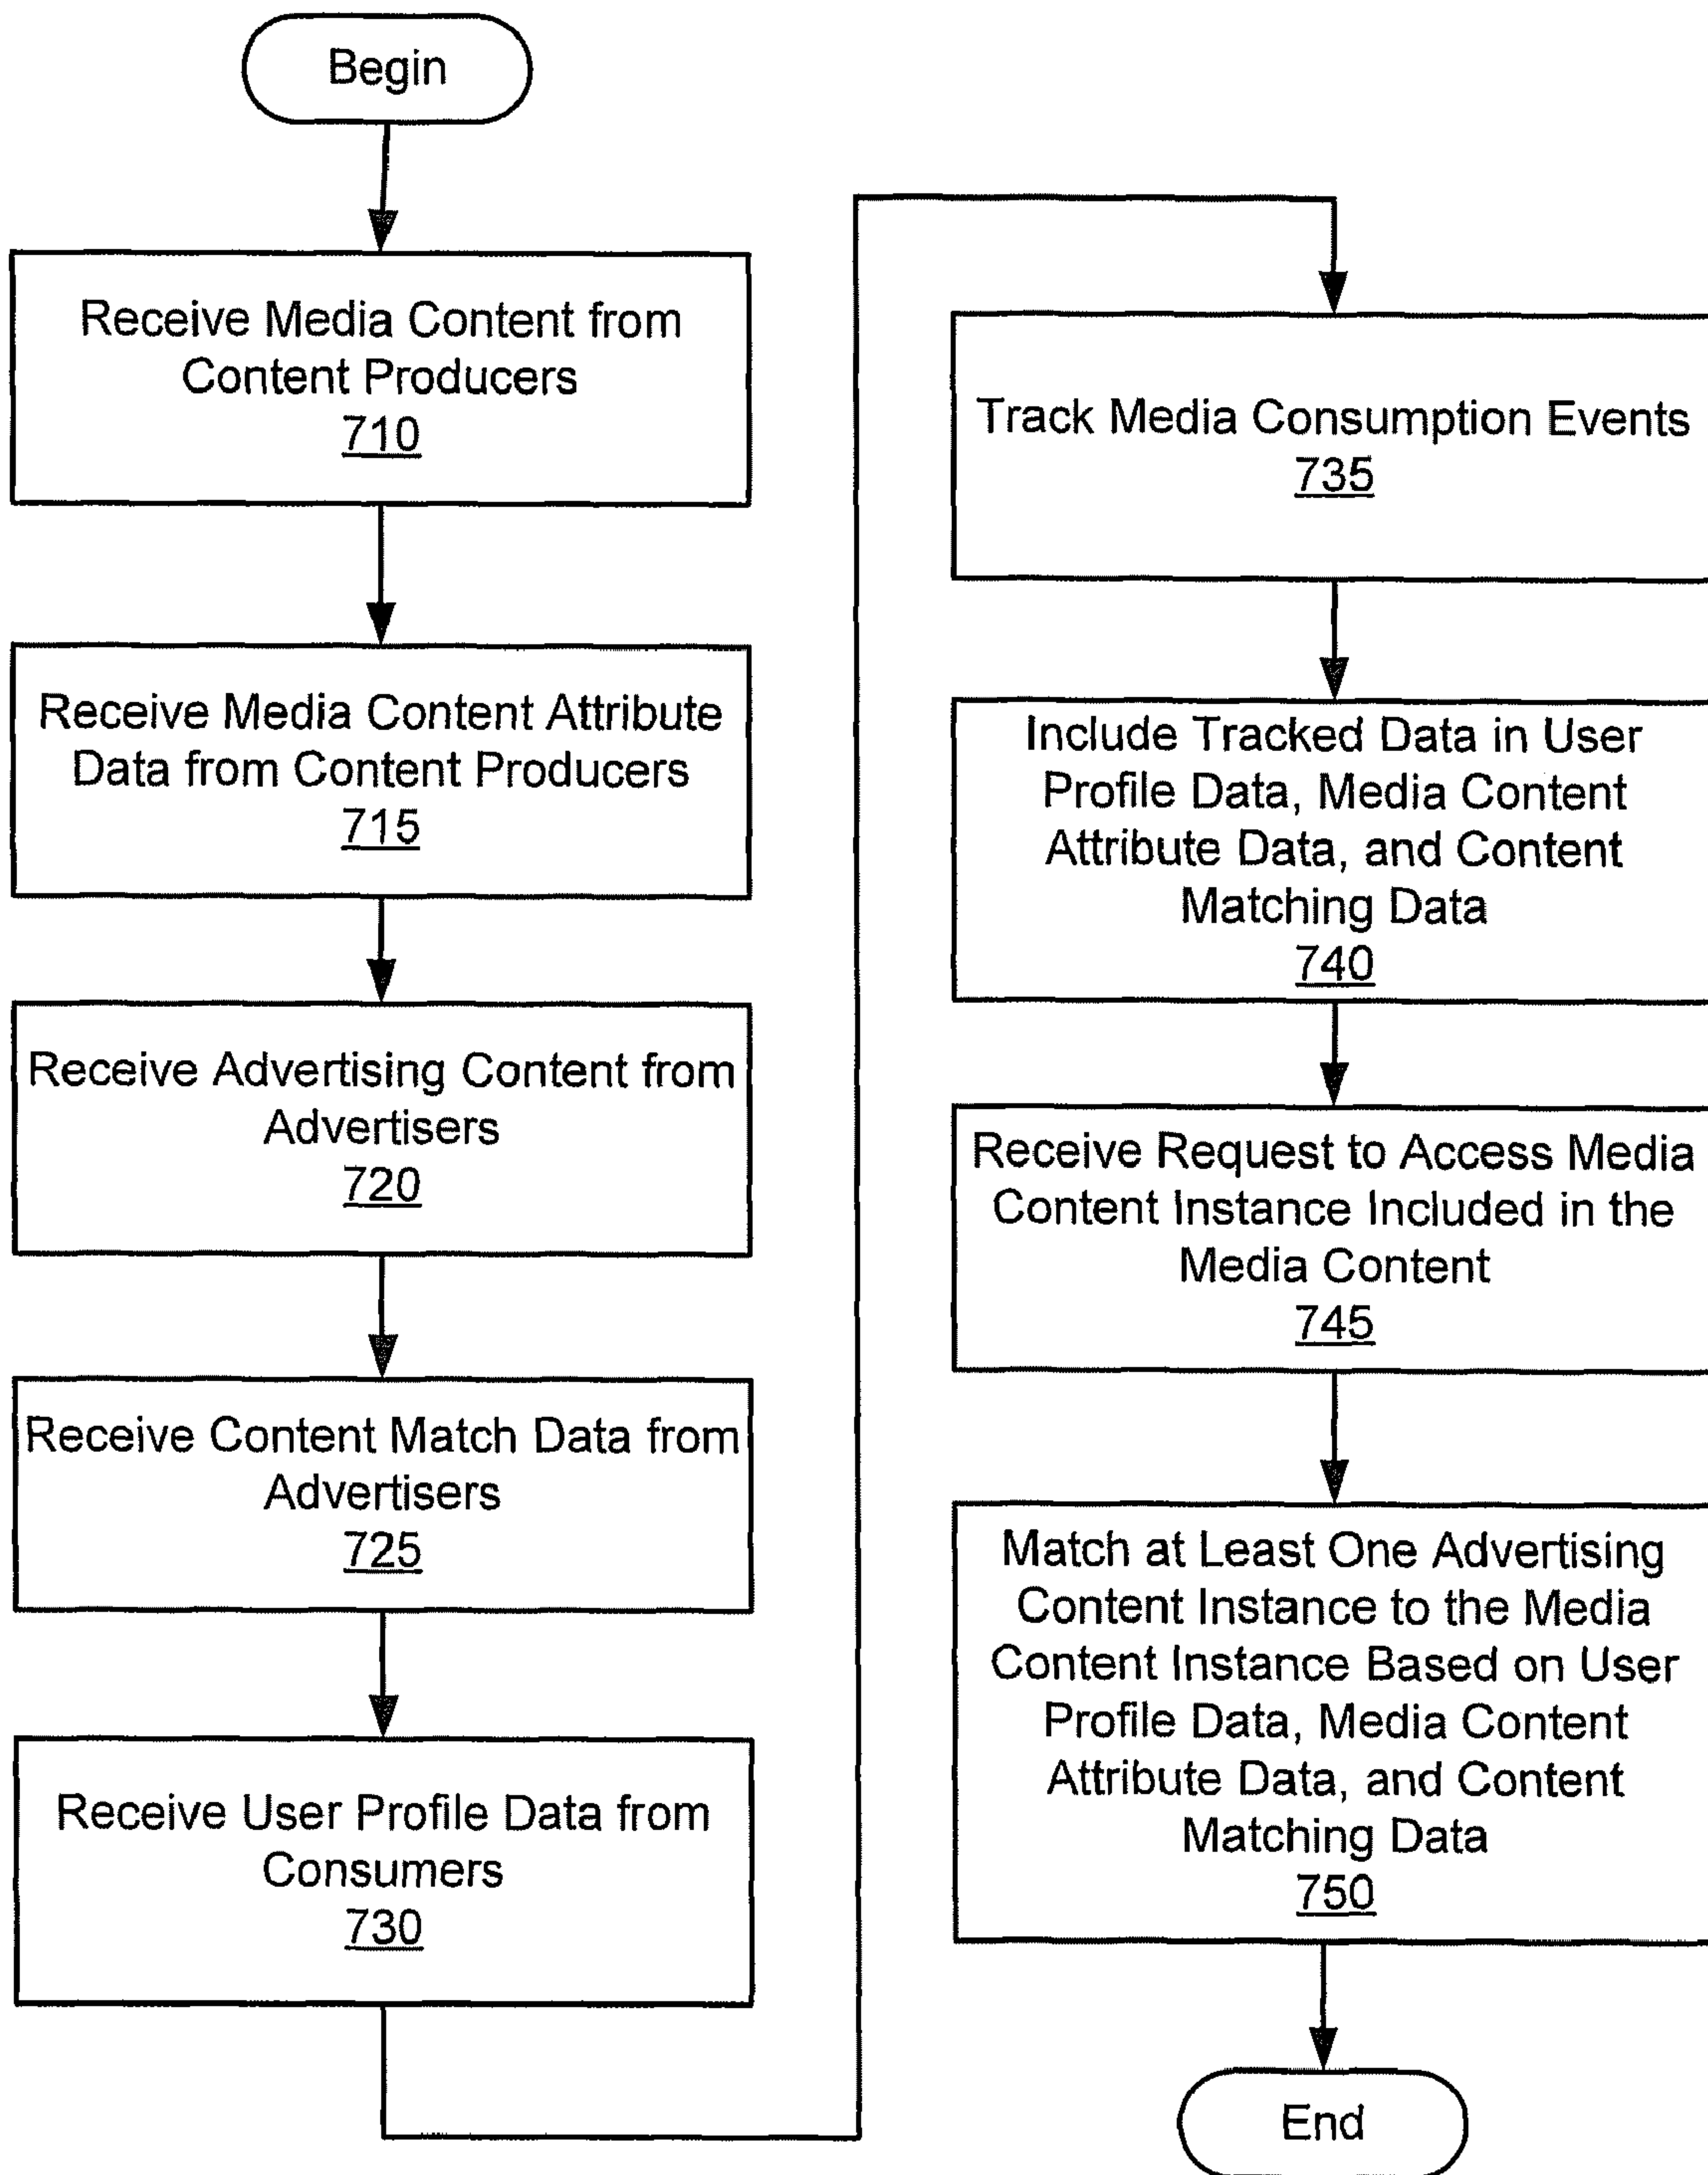 Begin
Receive Media Content from
Content Producers
710
Receive Media Content Attribute
Data from Content Producers
715
Receive Advertising Content from
Advertisers
720
Receive Content Match Data from
Advertisers
725
Receive User Profile Data from
Consumers
730
Track Media Consumption Events
735
Include Tracked Data in User
Profile Data, Media Content
Attribute Data, and Content
Matching Data
740
Receive Request to Access Media
Content Instance Included in the
Media Content
745
Match at Least One Advertising
Content Instance to the Media
Content Instance Based on User
Profile Data, Media Content
Attribute Data, and Content
Matching Data
750
End